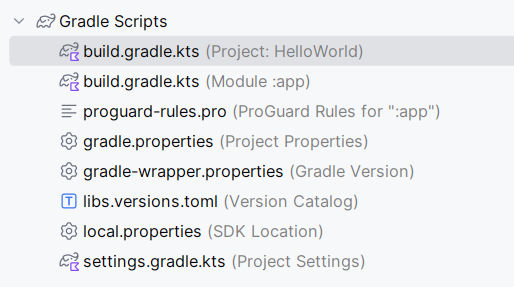 Gradle Scripts
build.gradle.kts (Project: HelloWorld)
build.gradle.kts (Module :app)
proguard-rules.pro (ProGuard Rules for ":app")
gradle.properties (Project Properties)
gradle-wrapper.properties (Gradle Version)
libs.versions.toml (Version Catalog)
local.properties (SDK Location)
settings.gradle.kts (Project Settings)